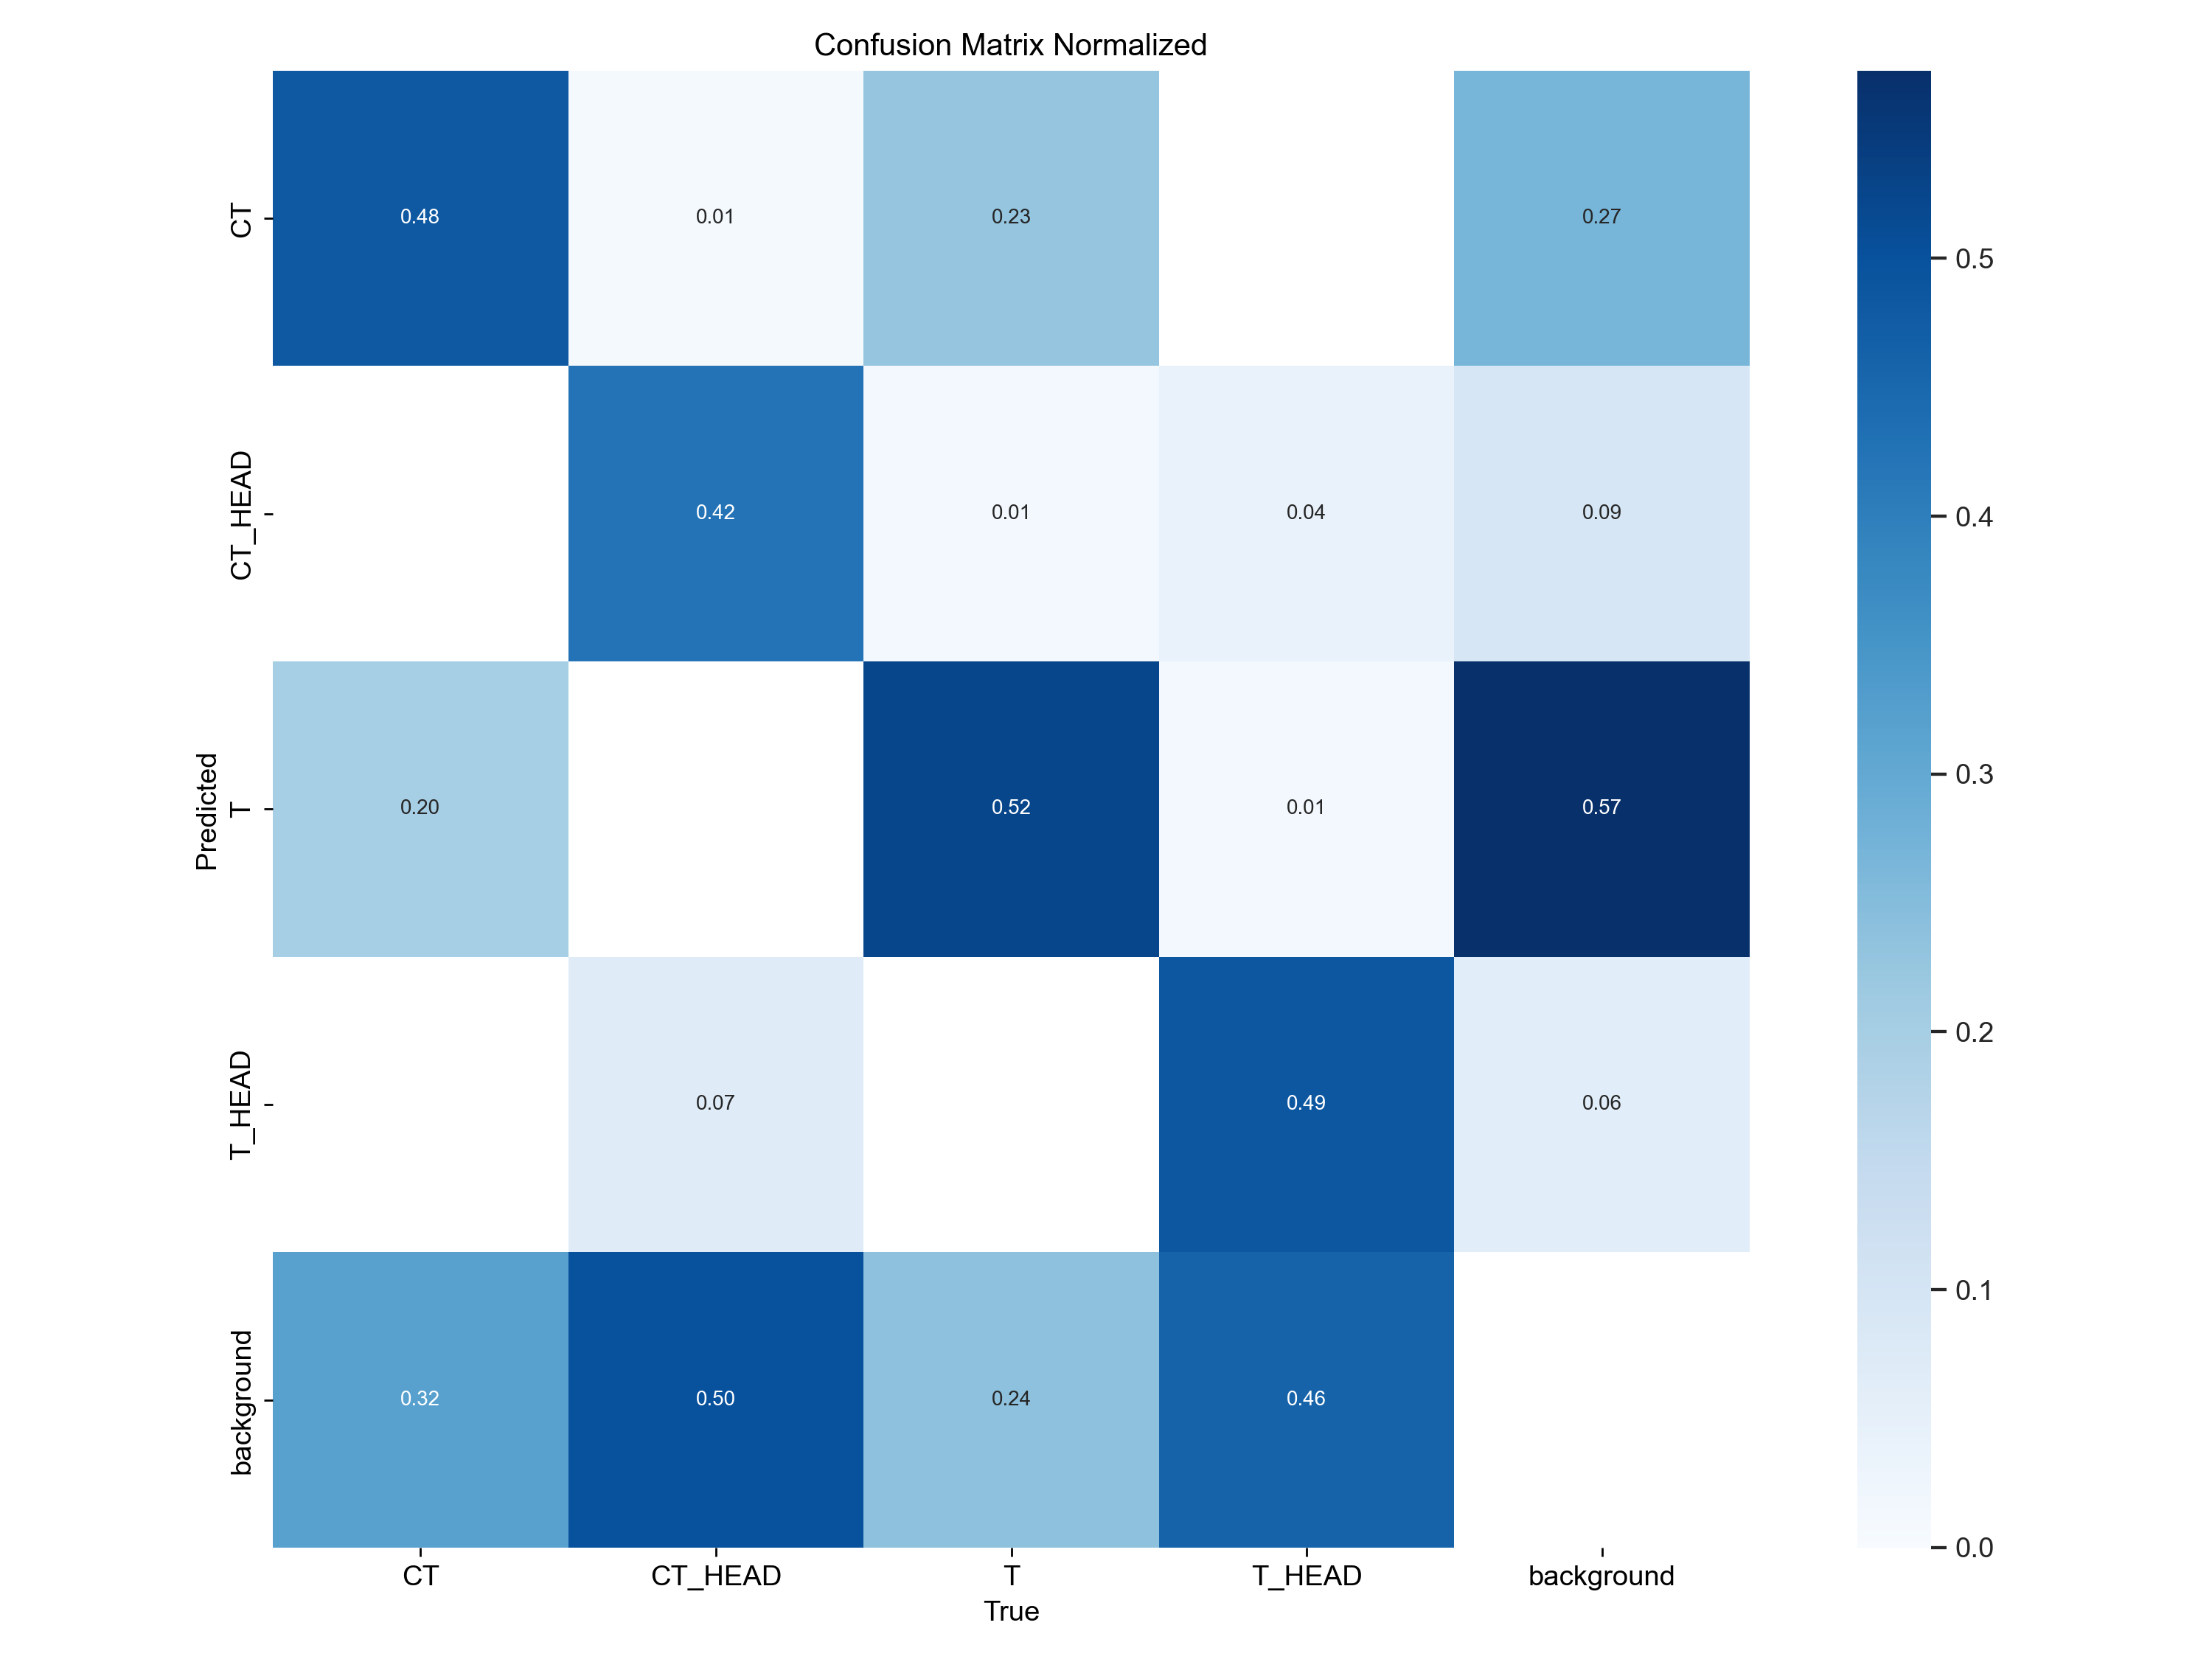 Confusion Matrix Normalized
CT
0.48
0.01
0.23
0.27
CT_HEAD
0.42
0.01
0.04
0.09
Predicted
T
0.20
0.52
0.01
0.57
T_HEAD
0.07
0.49
0.06
background
0.32
0.50
0.24
0.46
CT
CT_HEAD
T
T_HEAD
background
True
0.5
0.4
0.3
0.2
0.1
0.0